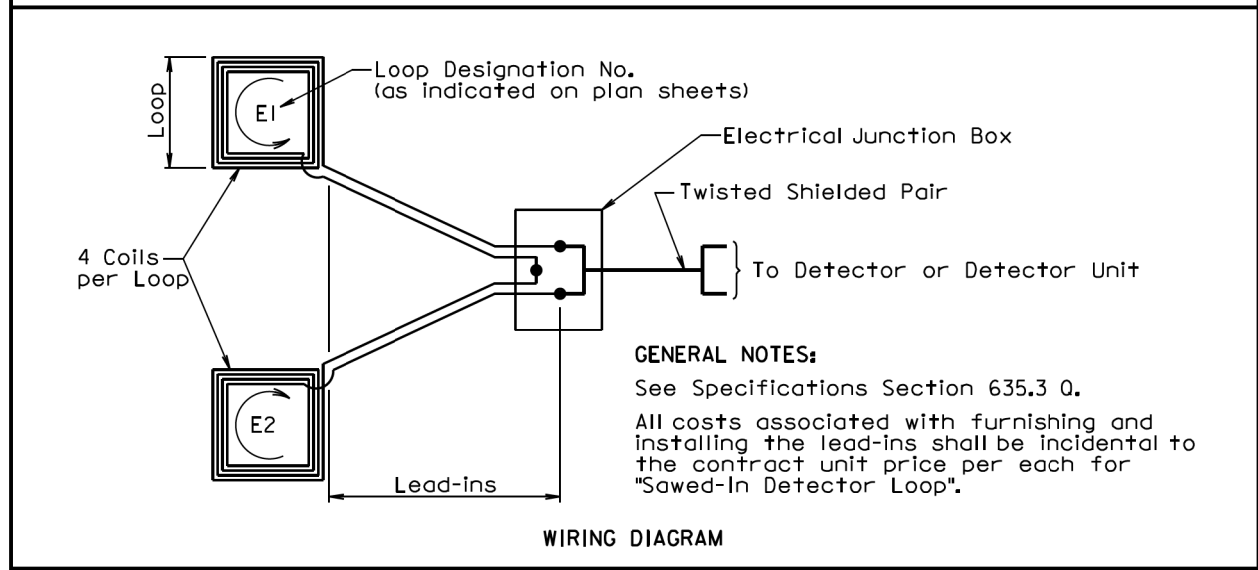 Loop
E1
Loop Designation No.
(as indicated on plan sheets)
Electrical Junction Box
Twisted Shielded Pair
4 Coils
per Loop
To Detector or Detector Unit
E2
Lead-ins
GENERAL NOTES:
See Specifications Section 635.3 Q.
All costs associated with furnishing and
installing the lead-ins shall be incidental to
the contract unit price per each for
"Sawed-In Detector Loop".
WIRING DIAGRAM